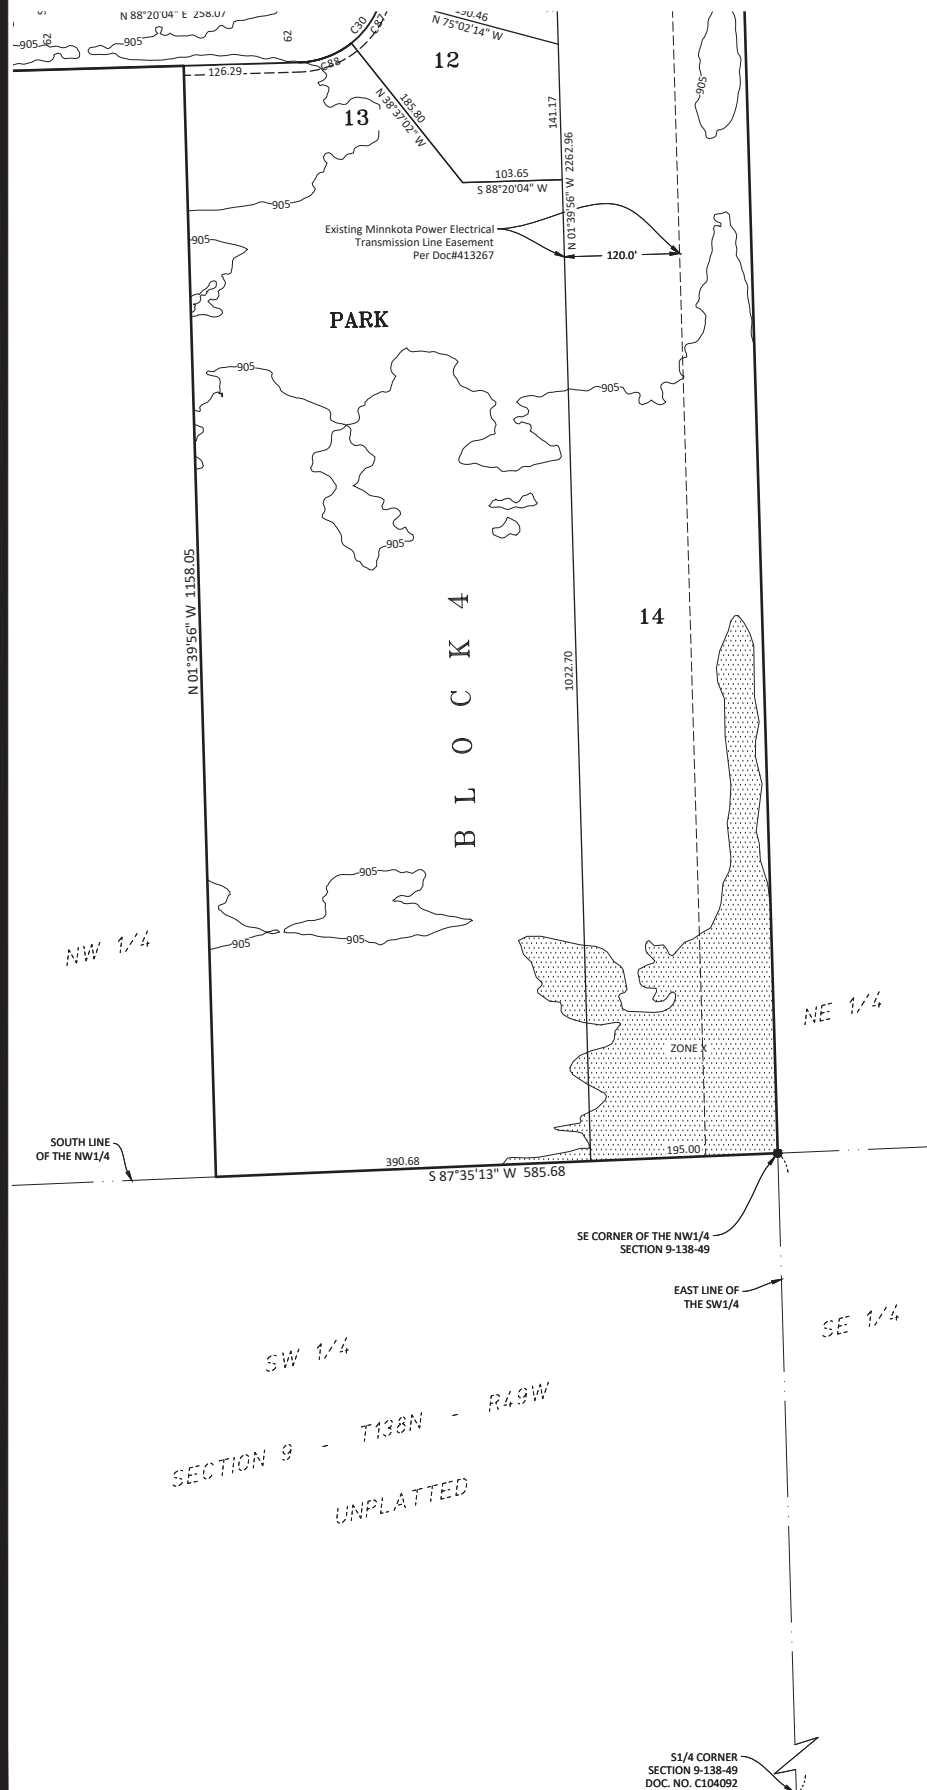 N 88°20'04" E 258.07
62
62
905
905
126.29
C30
C87
C88
N 75°02'14" W
12
13
185.80
N 38°37'02" W
141.17
N 01°39'56" W 2262.96
905
103.65
S 88°20'04" W
905
905
Existing Minnkota Power Electrical
Transmission Line Easement
Per Doc#413267
120.0'
PARK
905
905
905
N 01°39'56" W 1158.05
BLOCK 4
14
1022.70
905
905
905
NW 1/4
NE 1/4
ZONE X
SOUTH LINE
OF THE NW1/4
390.68
195.00
S 87°35'13" W 585.68
SE CORNER OF THE NW1/4
SECTION 9-138-49
EAST LINE OF
THE SW1/4
SW 1/4
SE 1/4
SECTION 9 - T138N - R49W
UNPLATTED
S1/4 CORNER
SECTION 9-138-49
DOC. NO. C104092